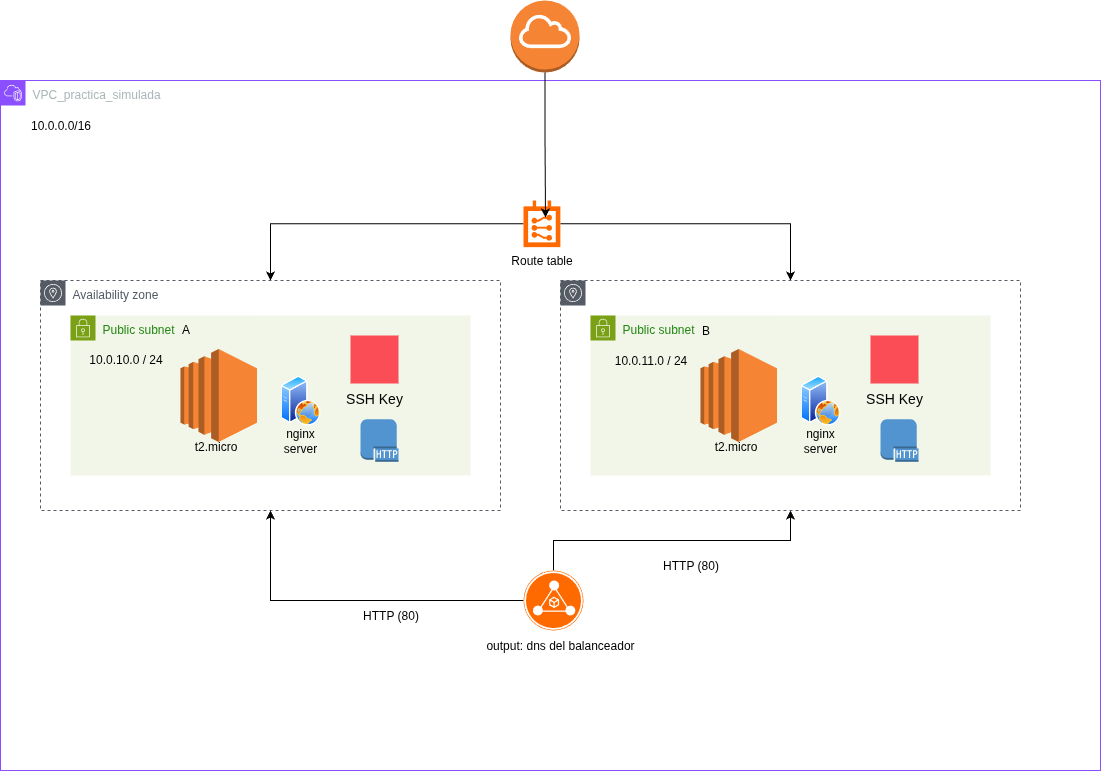 VPC_practica_simulada
10.0.0.0/16
Route table
Availability zone
Public subnet A
10.0.10.0 / 24
t2.micro
nginx
server
SSH Key
HTTP
Public subnet B
10.0.11.0 / 24
t2.micro
nginx
server
SSH Key
HTTP
HTTP (80)
HTTP (80)
output: dns del balanceador